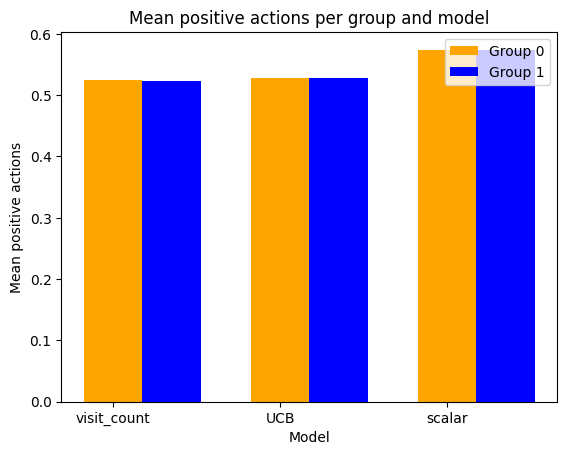 Mean positive actions per group and model
Mean positive actions
0.6
0.5
0.4
0.3
0.2
0.1
0.0
Group 0
Group 1
visit_count
UCB
scalar
Model